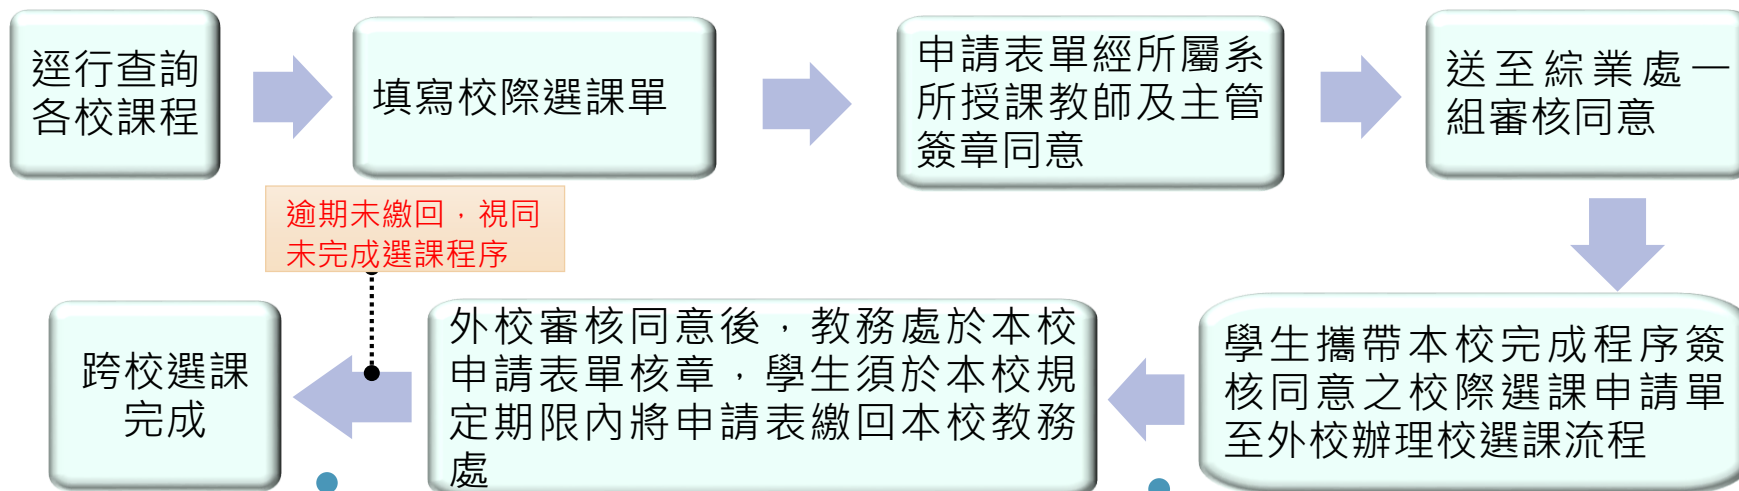 逕行查詢
各校課程
填寫校際選課單
申請表單經所屬系
所授課教師及主管
簽章同意
送至綜業處一
組審核同意
逾期未繳回，視同
未完成選課程序
學生攜帶本校完成程序簽
核同意之校際選課申請單
至外校辦理校選課流程
外校審核同意後，教務處於本校
申請表單核章，學生須於本校規
定期限內將申請表繳回本校教務
處
跨校選課
完成